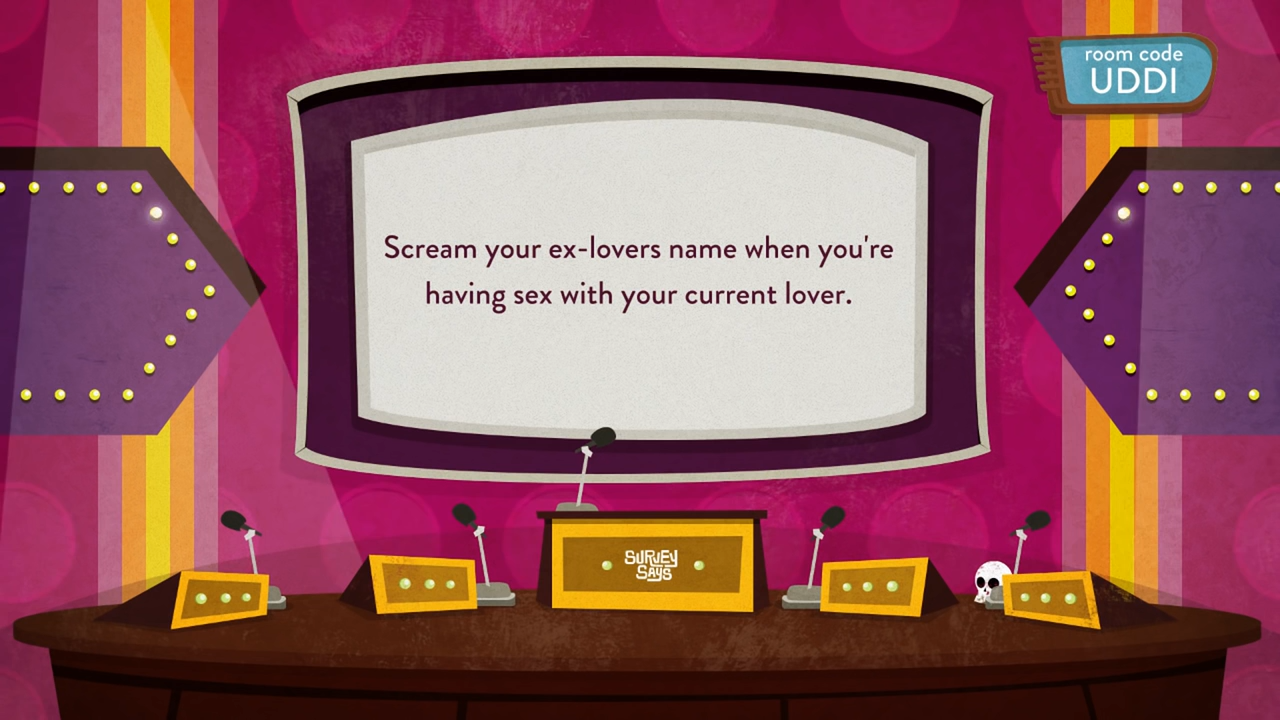 room code
UDDI
Scream your ex-lovers name when you're
having sex with your current lover.
SURVEY
SAYS